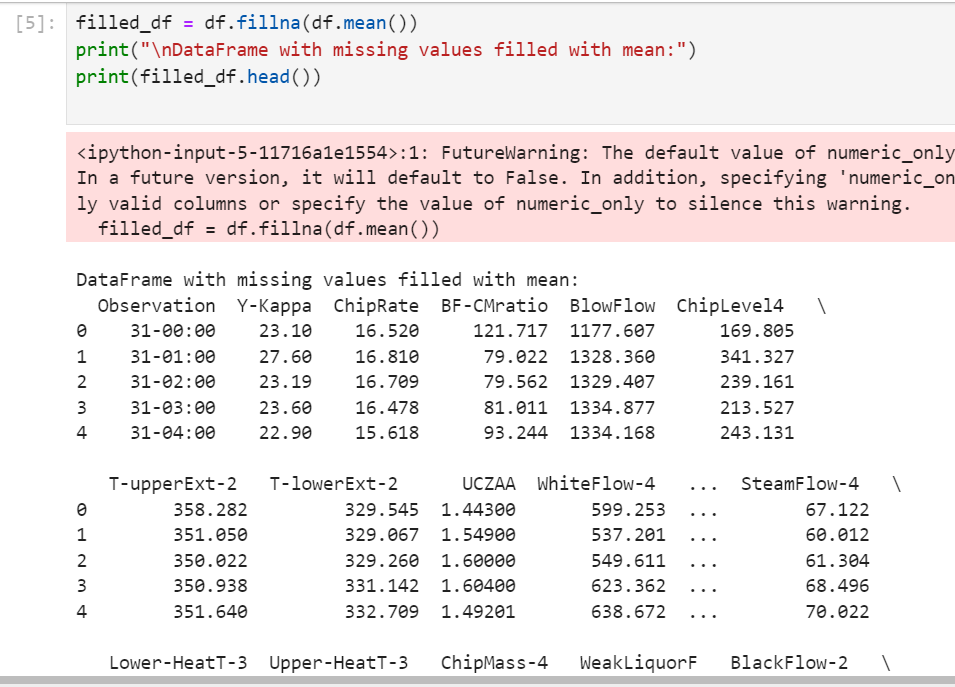 [5]: filled_df = df.fillna(df.mean())
print("\nDataFrame with missing values filled with mean:")
print(filled_df.head())
<ipython-input-5-11716a1e1554>:1: FutureWarning: The default value of numeric_only
In a future version, it will default to False. In addition, specifying 'numeric_on
ly valid columns or specify the value of numeric_only to silence this warning.
  filled_df = df.fillna(df.mean())
DataFrame with missing values filled with mean:
  Observation  Y-Kappa  ChipRate  BF-CMratio  BlowFlow  ChipLevel4   \
0    31-00:00    23.10    16.520     121.717  1177.607      169.805
1    31-01:00    27.60    16.810      79.022  1328.360      341.327
2    31-02:00    23.19    16.709      79.562  1329.407      239.161
3    31-03:00    23.60    16.478      81.011  1334.877      213.527
4    31-04:00    22.90    15.618      93.244  1334.168      243.131
   T-upperExt-2   T-lowerExt-2      UCZAA  WhiteFlow-4   ...  SteamFlow-4   \
0        358.282         329.545  1.44300       599.253  ...        67.122
1        351.050         329.067  1.54900       537.201  ...        60.012
2        350.022         329.260  1.60000       549.611  ...        61.304
3        350.938         331.142  1.60400       623.362  ...        68.496
4        351.640         332.709  1.49201       638.672  ...        70.022
   Lower-HeatT-3  Upper-HeatT-3   ChipMass-4   WeakLiquorF   BlackFlow-2   \